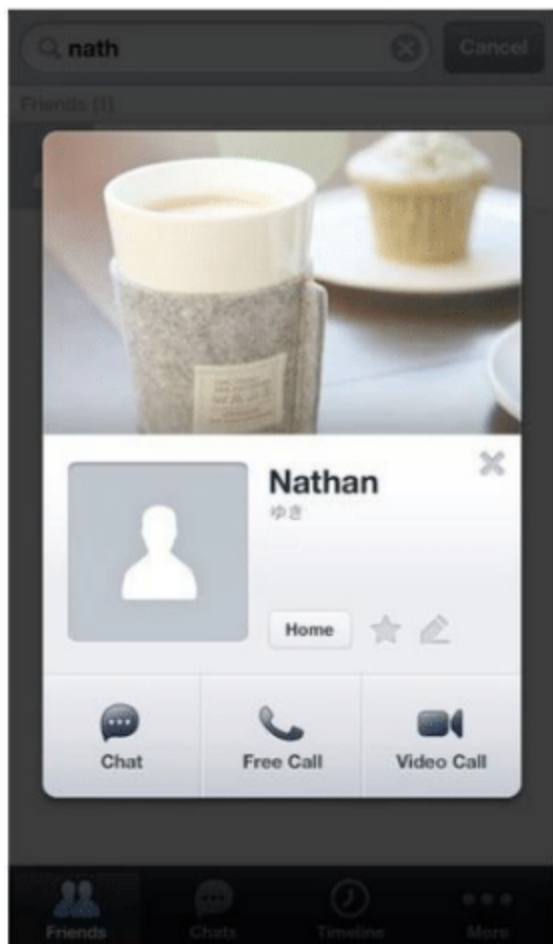 nath
Cancel
Friends (1)
Nathan
ゆき
Home
Chat
Free Call
Video Call
Friends
Chats
Timeline
More